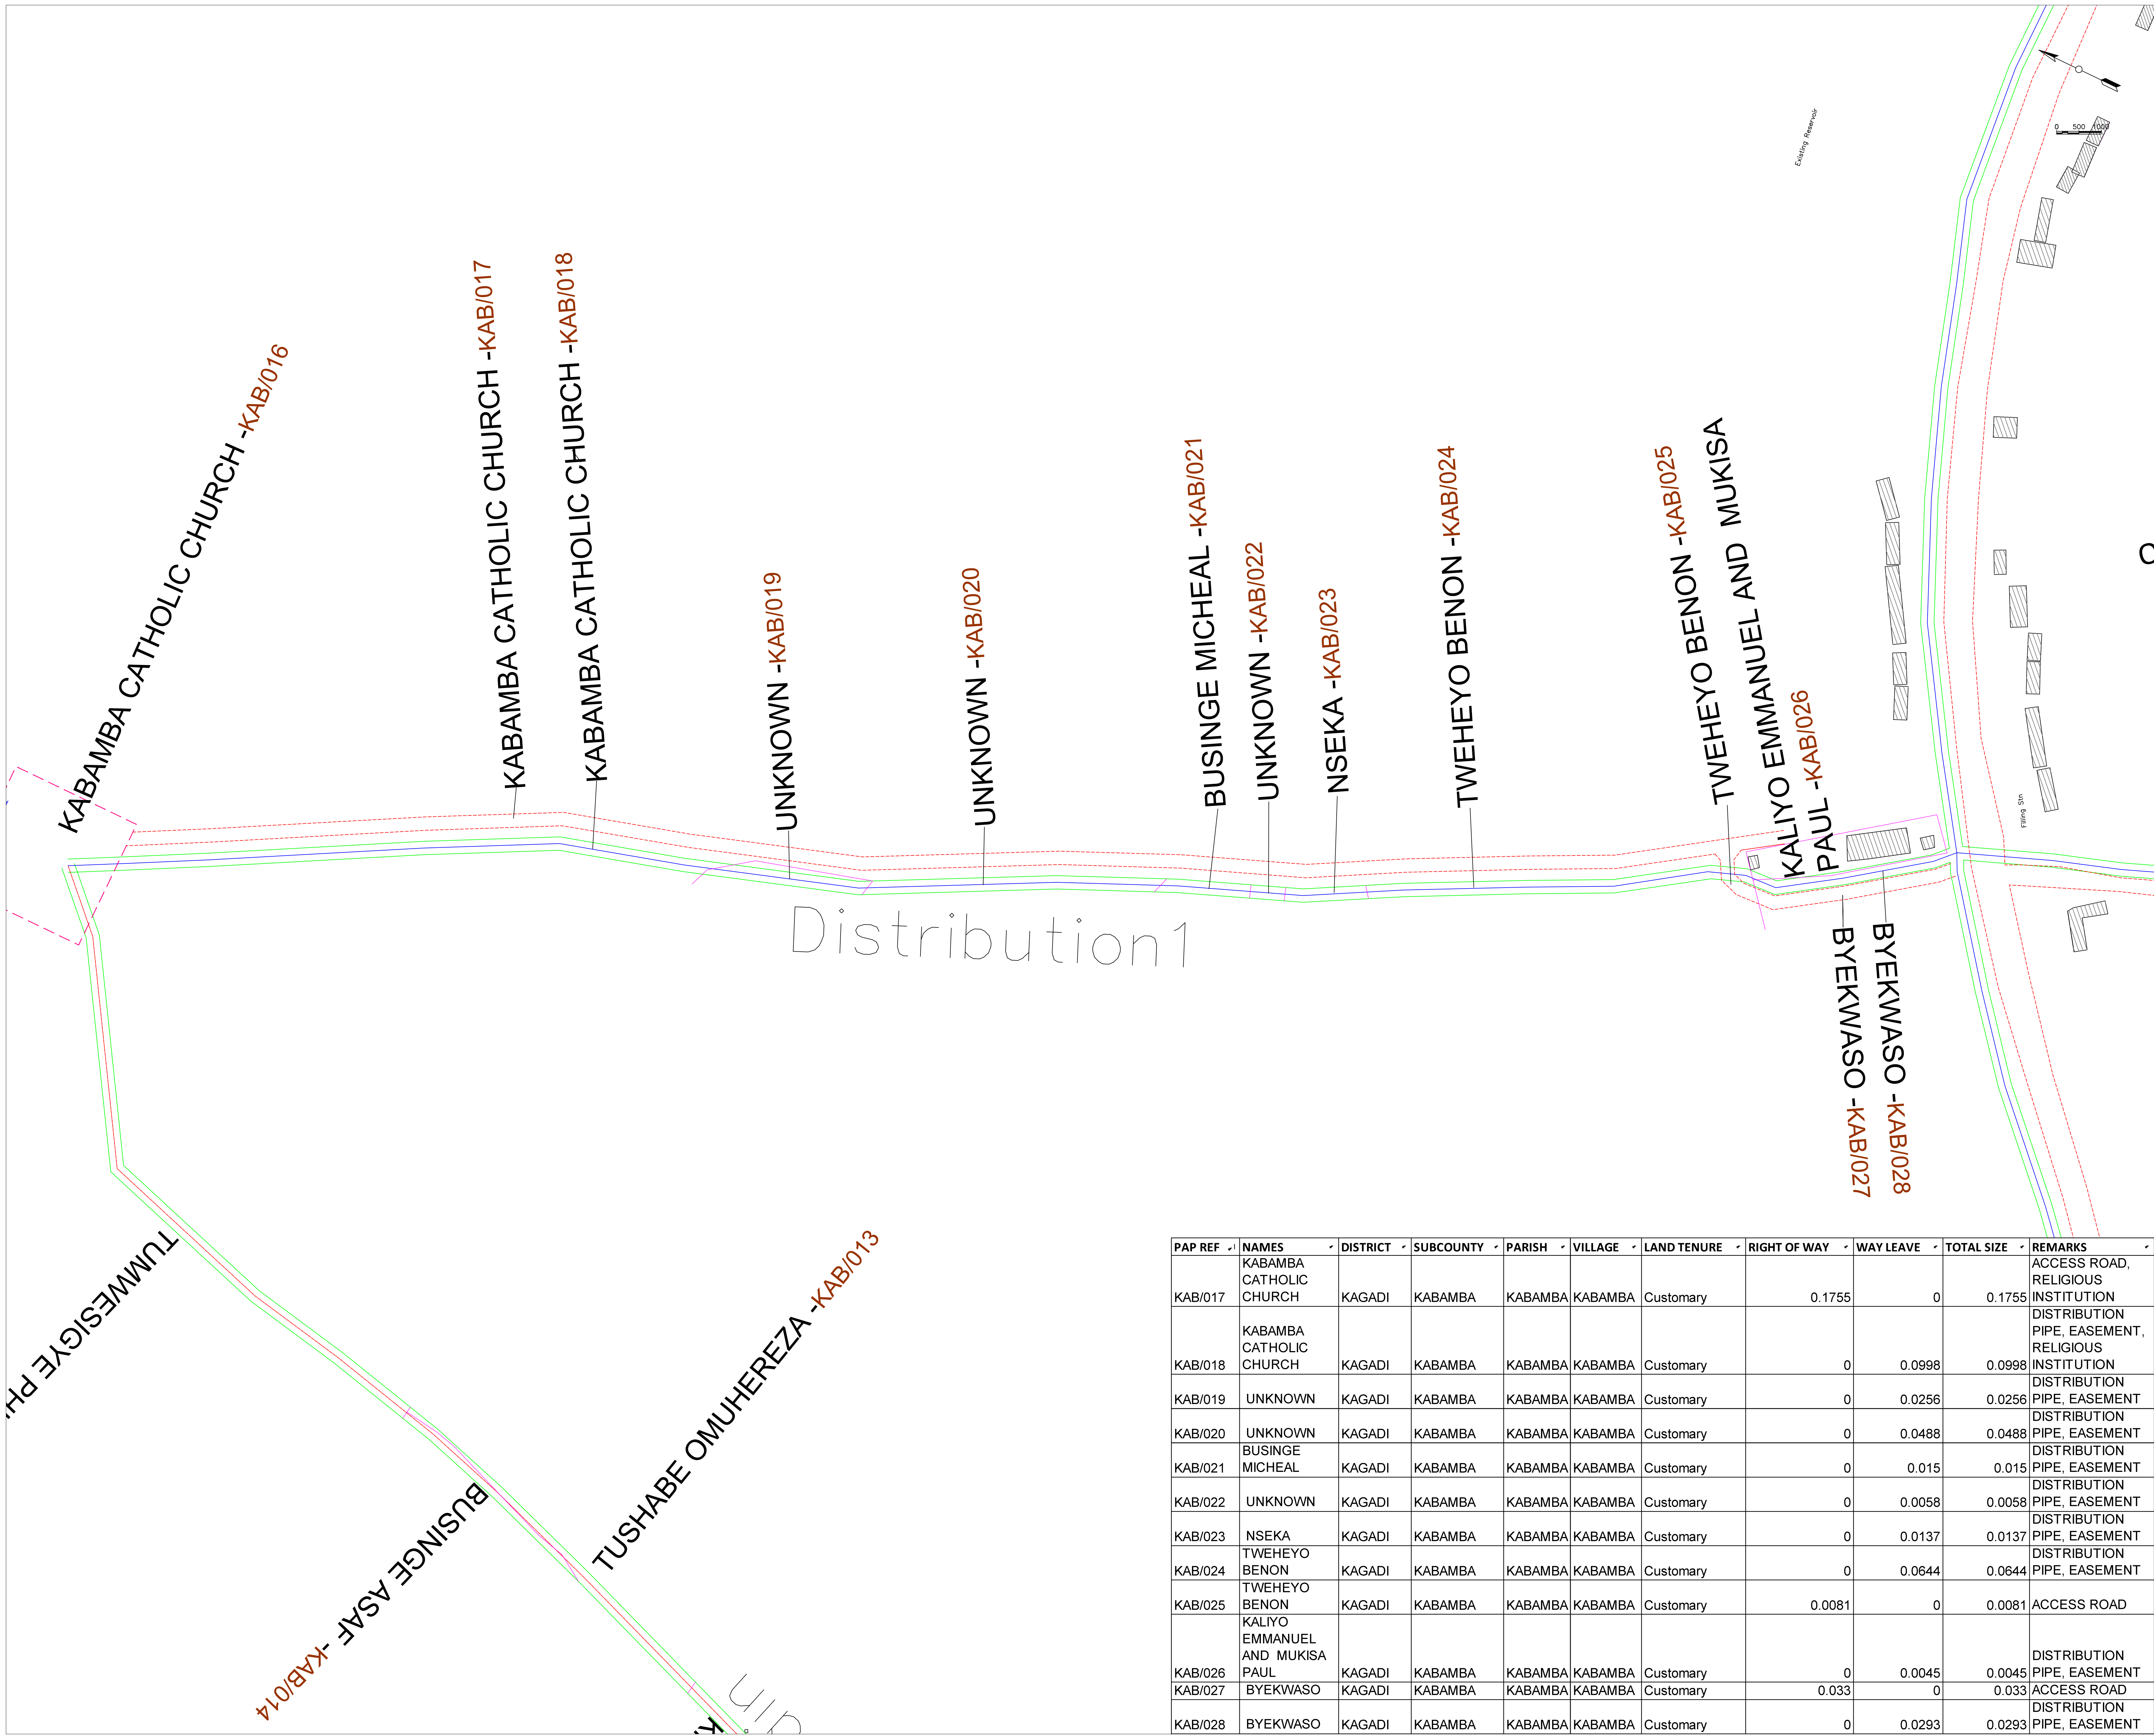 Existing Reservoir
0 500 1000
KABAMBA CATHOLIC CHURCH -KAB/016
KABAMBA CATHOLIC CHURCH -KAB/017
KABAMBA CATHOLIC CHURCH -KAB/018
UNKNOWN -KAB/019
UNKNOWN -KAB/020
BUSINGE MICHEAL -KAB/021
UNKNOWN -KAB/022
NSEKA -KAB/023
TWEHEYO BENON -KAB/024
TWEHEYO BENON -KAB/025
KALIYO EMMANUEL AND MUKISA
PAUL -KAB/026
Filling Stn
Distribution1
BYEKWASO -KAB/027
BYEKWASO -KAB/028
TUMWESIGYE
BUSINGE ASAF - KAB/014
TUSHABE OMUHEREZA -KAB/013
PAP REF NAMES DISTRICT SUBCOUNTY PARISH VILLAGE LAND TENURE RIGHT OF WAY WAY LEAVE TOTAL SIZE REMARKS
KABAMBA ACCESS ROAD,
CATHOLIC RELIGIOUS
KAB/017 CHURCH KAGADI KABAMBA KABAMBA KABAMBA Customary 0.1755 0 0.1755 INSTITUTION
DISTRIBUTION
KABAMBA PIPE, EASEMENT,
CATHOLIC RELIGIOUS
KAB/018 CHURCH KAGADI KABAMBA KABAMBA KABAMBA Customary 0 0.0998 0.0998 INSTITUTION
DISTRIBUTION
KAB/019 UNKNOWN KAGADI KABAMBA KABAMBA KABAMBA Customary 0 0.0256 0.0256 PIPE, EASEMENT
DISTRIBUTION
KAB/020 UNKNOWN KAGADI KABAMBA KABAMBA KABAMBA Customary 0 0.0488 0.0488 PIPE, EASEMENT
BUSINGE DISTRIBUTION
KAB/021 MICHEAL KAGADI KABAMBA KABAMBA KABAMBA Customary 0 0.015 0.015 PIPE, EASEMENT
DISTRIBUTION
KAB/022 UNKNOWN KAGADI KABAMBA KABAMBA KABAMBA Customary 0 0.0058 0.0058 PIPE, EASEMENT
DISTRIBUTION
KAB/023 NSEKA KAGADI KABAMBA KABAMBA KABAMBA Customary 0 0.0137 0.0137 PIPE, EASEMENT
TWEHEYO DISTRIBUTION
KAB/024 BENON KAGADI KABAMBA KABAMBA KABAMBA Customary 0 0.0644 0.0644 PIPE, EASEMENT
TWEHEYO
KAB/025 BENON KAGADI KABAMBA KABAMBA KABAMBA Customary 0.0081 0 0.0081 ACCESS ROAD
KALIYO
EMMANUEL
AND MUKISA DISTRIBUTION
KAB/026 PAUL KAGADI KABAMBA KABAMBA KABAMBA Customary 0 0.0045 0.0045 PIPE, EASEMENT
KAB/027 BYEKWASO KAGADI KABAMBA KABAMBA KABAMBA Customary 0.033 0 0.033 ACCESS ROAD
DISTRIBUTION
KAB/028 BYEKWASO KAGADI KABAMBA KABAMBA KABAMBA Customary 0 0.0293 0.0293 PIPE, EASEMENT